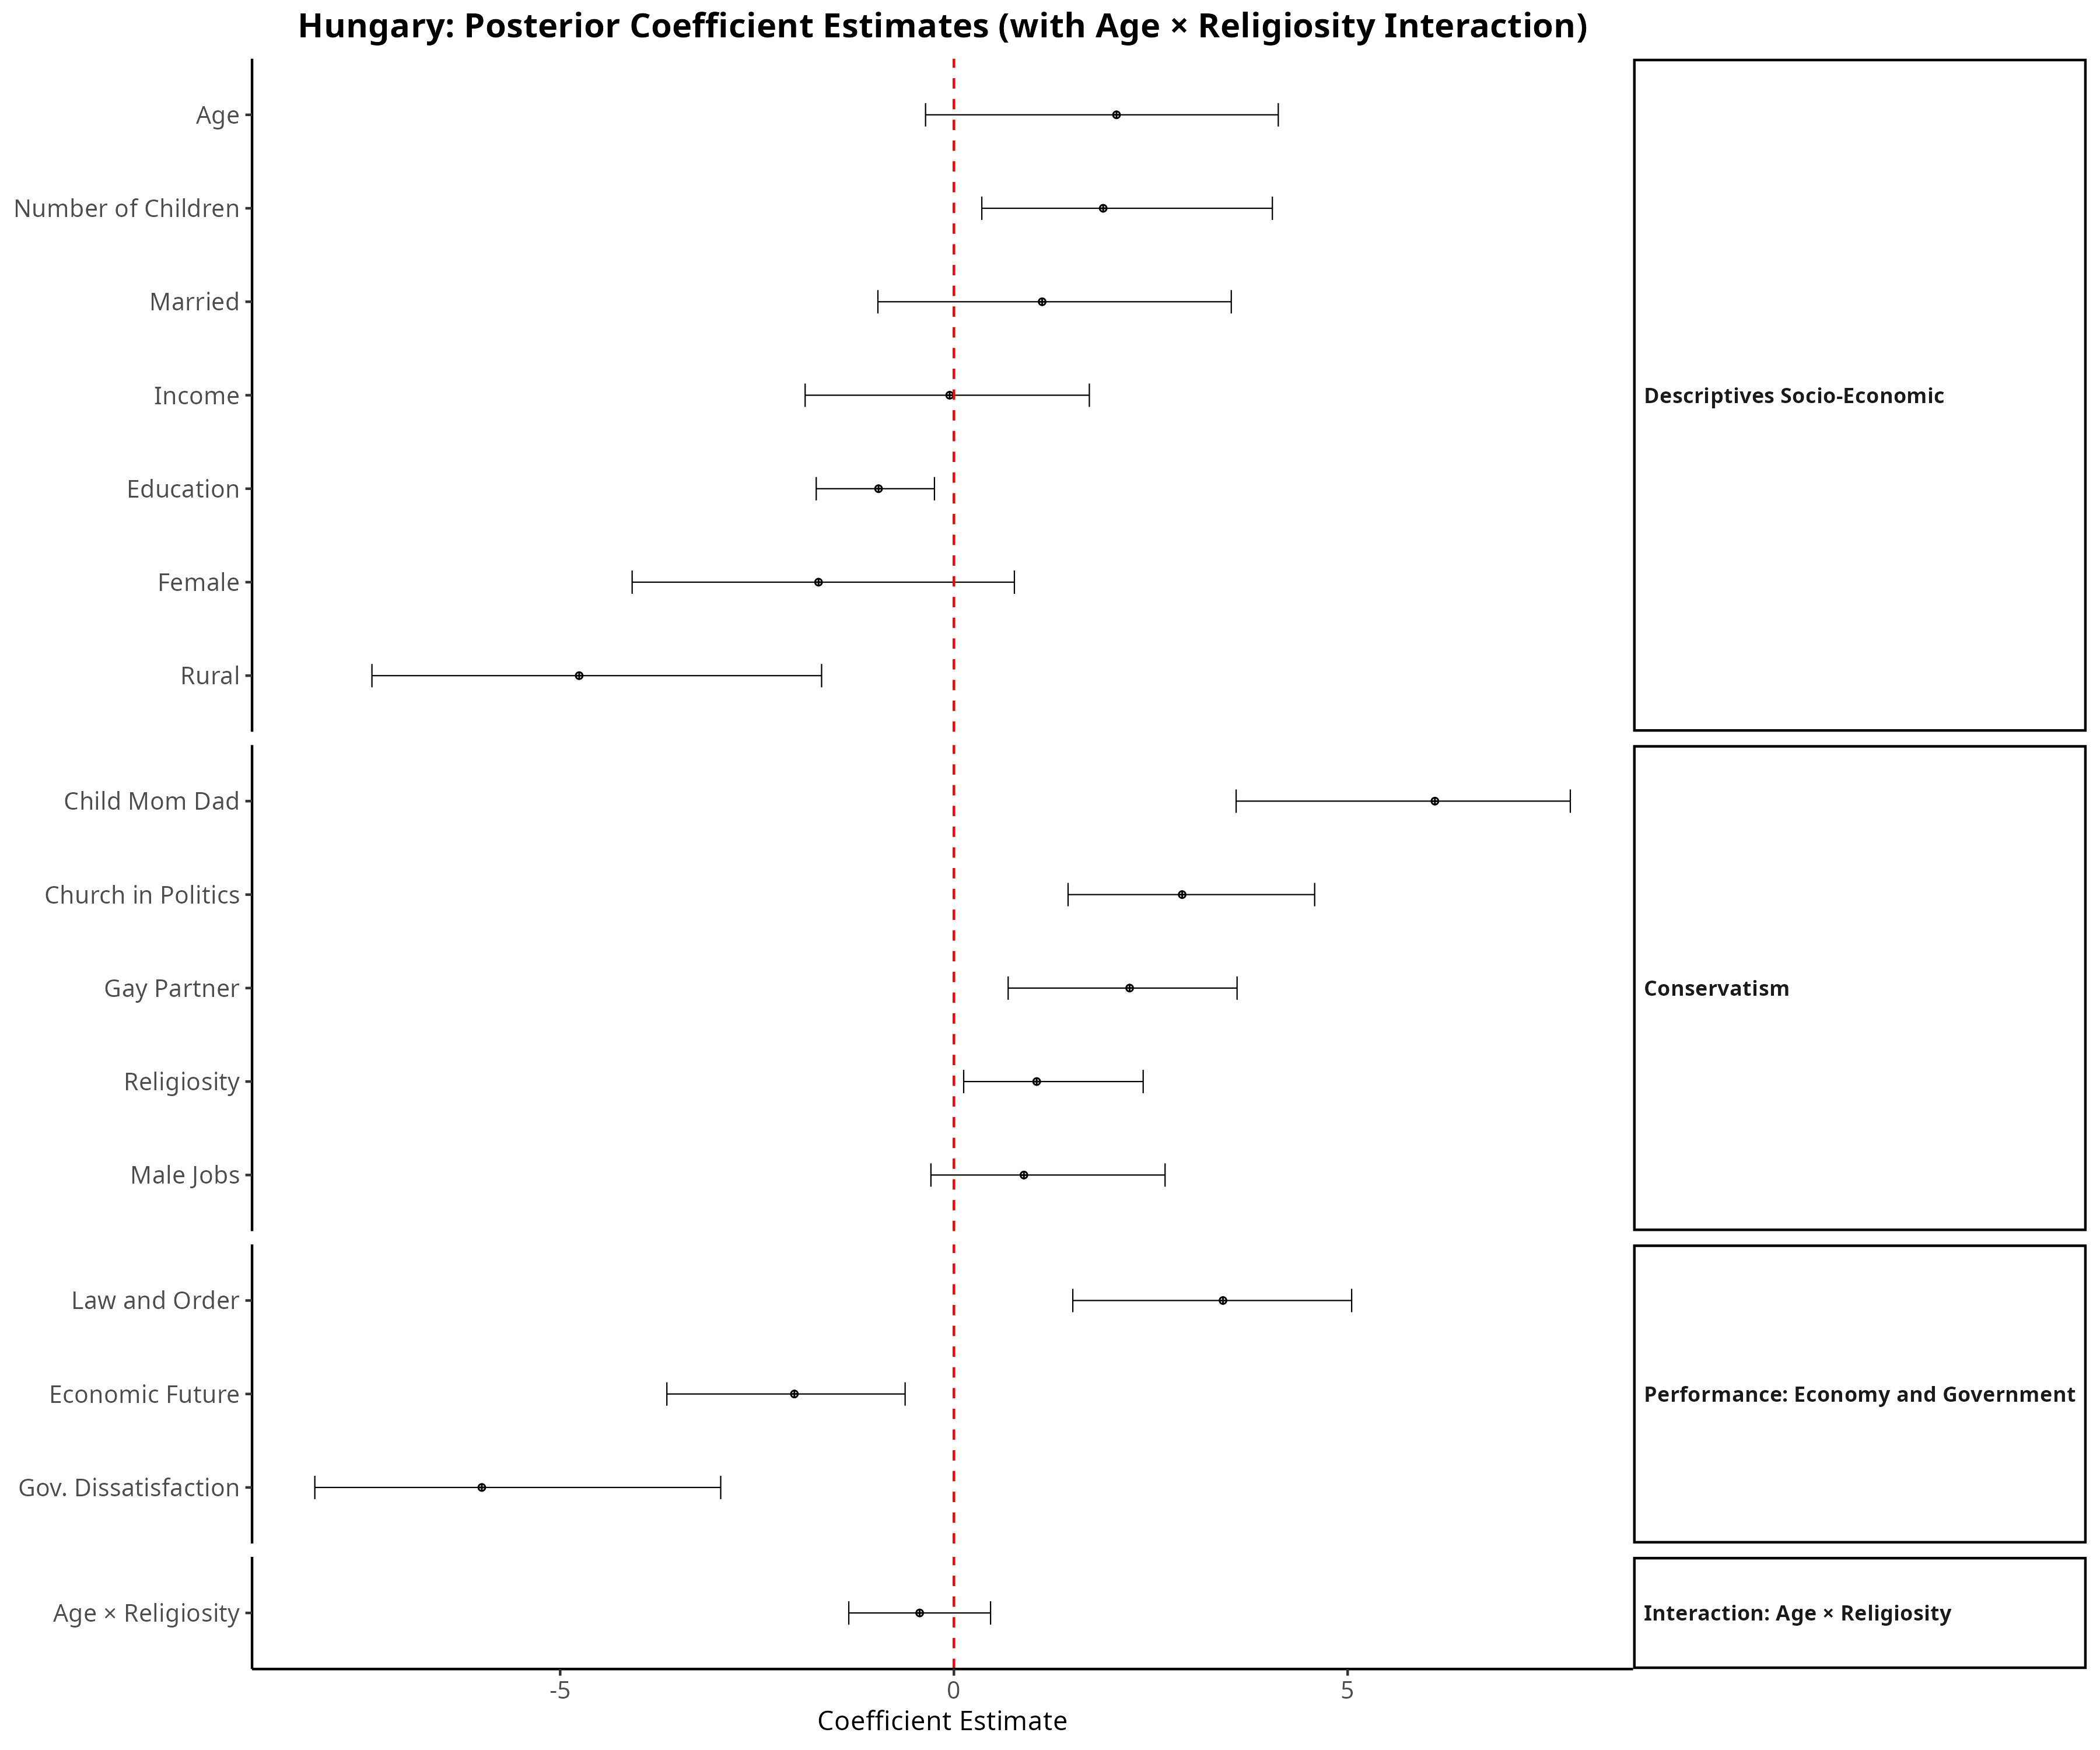 Hungary: Posterior Coefficient Estimates (with Age × Religiosity Interaction)
Age
Number of Children
Married
Income
Education
Female
Rural
Descriptives Socio-Economic
Child Mom Dad
Church in Politics
Gay Partner
Religiosity
Male Jobs
Conservatism
Law and Order
Economic Future
Gov. Dissatisfaction
Performance: Economy and Government
Age × Religiosity
Interaction: Age × Religiosity
-5 0 5
Coefficient Estimate